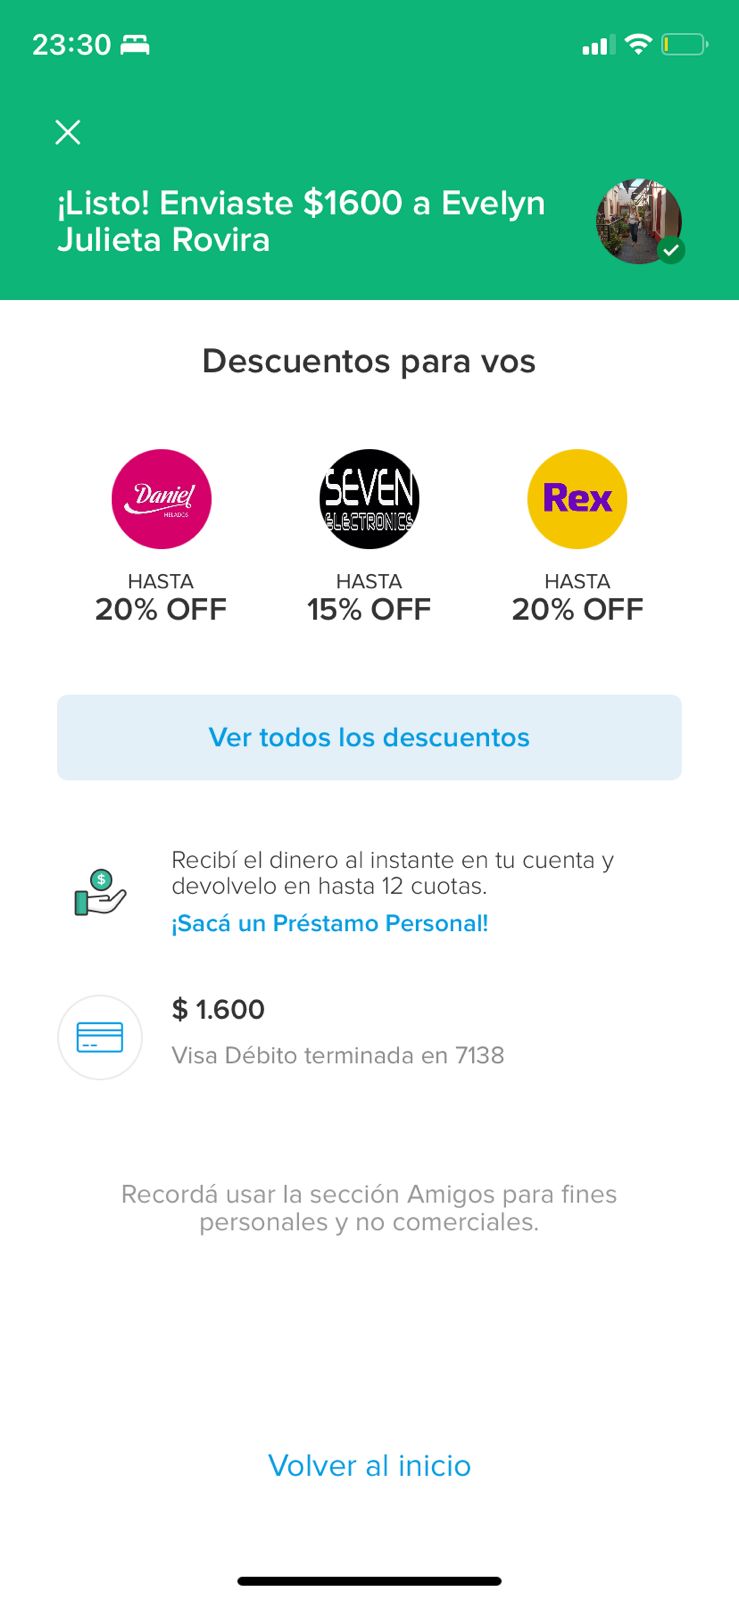 23:30
¡Listo! Enviaste $1600 a Evelyn
Julieta Rovira
Descuentos para vos
Daniel
HELADOS
SEVEN
ELECTRONICS
Rex
HASTA
20% OFF
HASTA
15% OFF
HASTA
20% OFF
Ver todos los descuentos
$
Recibí el dinero al instante en tu cuenta y
devolvelo en hasta 12 cuotas.
¡Sacá un Préstamo Personal!
$ 1.600
Visa Débito terminada en 7138
Recordá usar la sección Amigos para fines
personales y no comerciales.
Volver al inicio